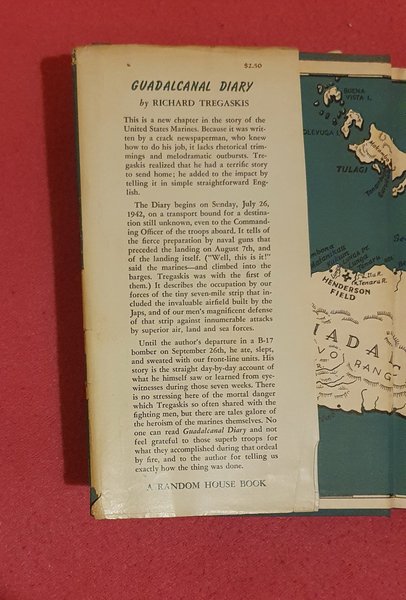 $2.50
GUADALCANAL DIARY
by RICHARD TREGASKIS
This is a new chapter in the story of the
United States Marines. Because it was writ-
ten by a crack newspaperman, who knew
how to do his job, it lacks rhetorical trim-
mings and melodramatic outbursts. Tre-
gaskis realized that he had a terrific story
to send home; he added to the impact by
telling it in simple straightforward Eng-
lish.
The Diary begins on Sunday, July 26,
1942, on a transport bound for a destina-
tion still unknown, even to the Command-
ing Officer of the troops aboard. It tells of
the fierce preparation by naval guns that
preceded the landing on August 7th, and
of the landing itself. ("Well, this is it!"
said the marines—and climbed into the
barges. Tregaskis was with the first of
them.) It describes the occupation by our
forces of the tiny seven-mile strip that in-
cluded the invaluable airfield built by the
Japs, and of our men's magnificent defense
of that strip against innumerable attacks
by superior air, land and sea forces.
Until the author's departure in a B-17
bomber on September 26th, he ate, slept,
and sweated with our front-line units. His
story is the straight day-by-day account of
what he himself saw or learned from eye-
witnesses during those seven weeks. There
is no stressing here of the mortal danger
which Tregaskis so often shared with the
fighting men, but there are tales galore of
the heroism of the marines themselves. No
one can read Guadalcanal Diary and not
feel grateful to those superb troops for
what they accomplished during that ordeal
by fire, and to the author for telling us
exactly how the thing was done.
A RANDOM HOUSE BOOK
BUENA
VISTA I.
OLEVUGA I.
TULAGI
Matanikau
Kukum
Tenaru R.
HENDERSON
FIELD
UADAL
VO RANG